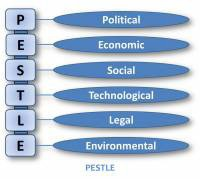 P Political
E Economic
S Social
T Technological
L Legal
E Environmental
PESTLE